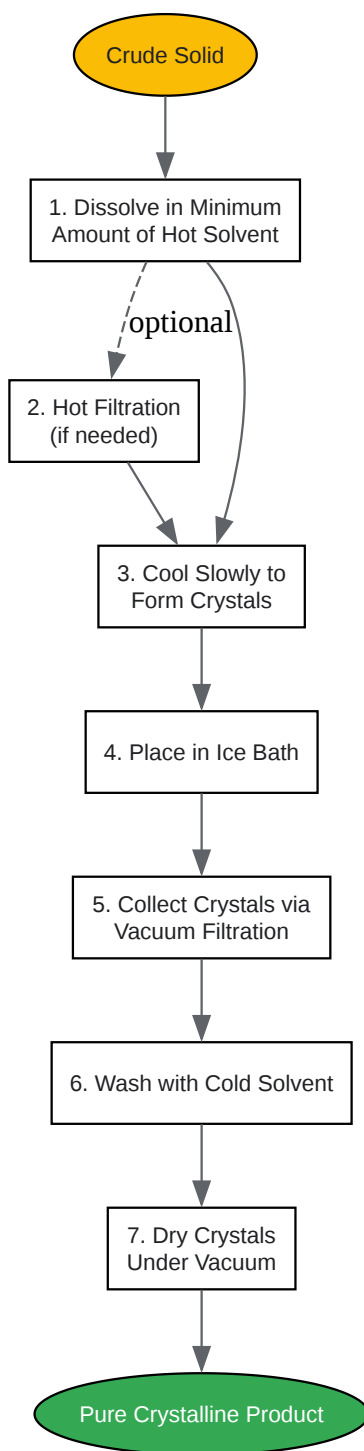 Crude Solid
1. Dissolve in Minimum
Amount of Hot Solvent
optional
2. Hot Filtration
(if needed)
3. Cool Slowly to
Form Crystals
4. Place in Ice Bath
5. Collect Crystals via
Vacuum Filtration
6. Wash with Cold Solvent
7. Dry Crystals
Under Vacuum
Pure Crystalline Product